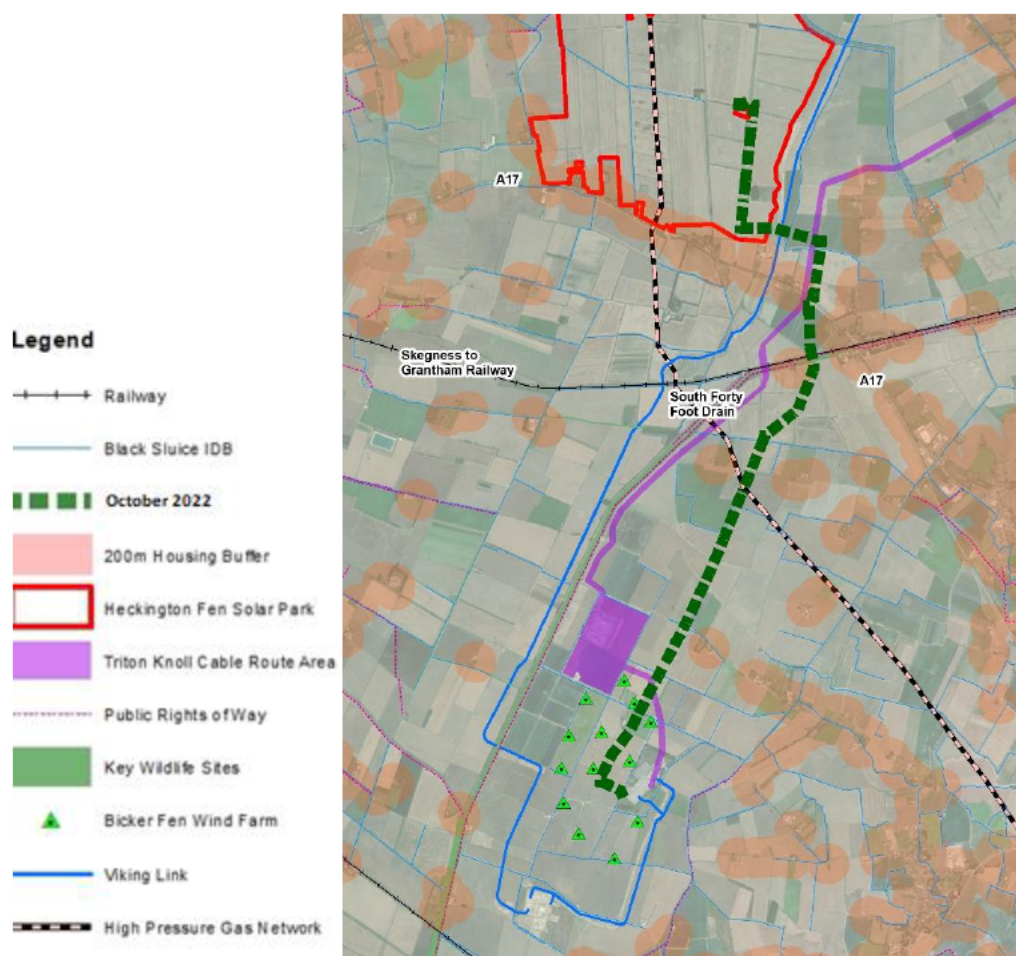 Legend
Railway
Black Sluice IDB
October 2022
200m Housing Buffer
Heckington Fen Solar Park
Triton Knoll Cable Route Area
Public Rights of Way
Key Wildlife Sites
Bicker Fen Wind Farm
Viking Link
High Pressure Gas Network
A17
Skegness to
Grantham Railway
South Forty
Foot Drain
A17